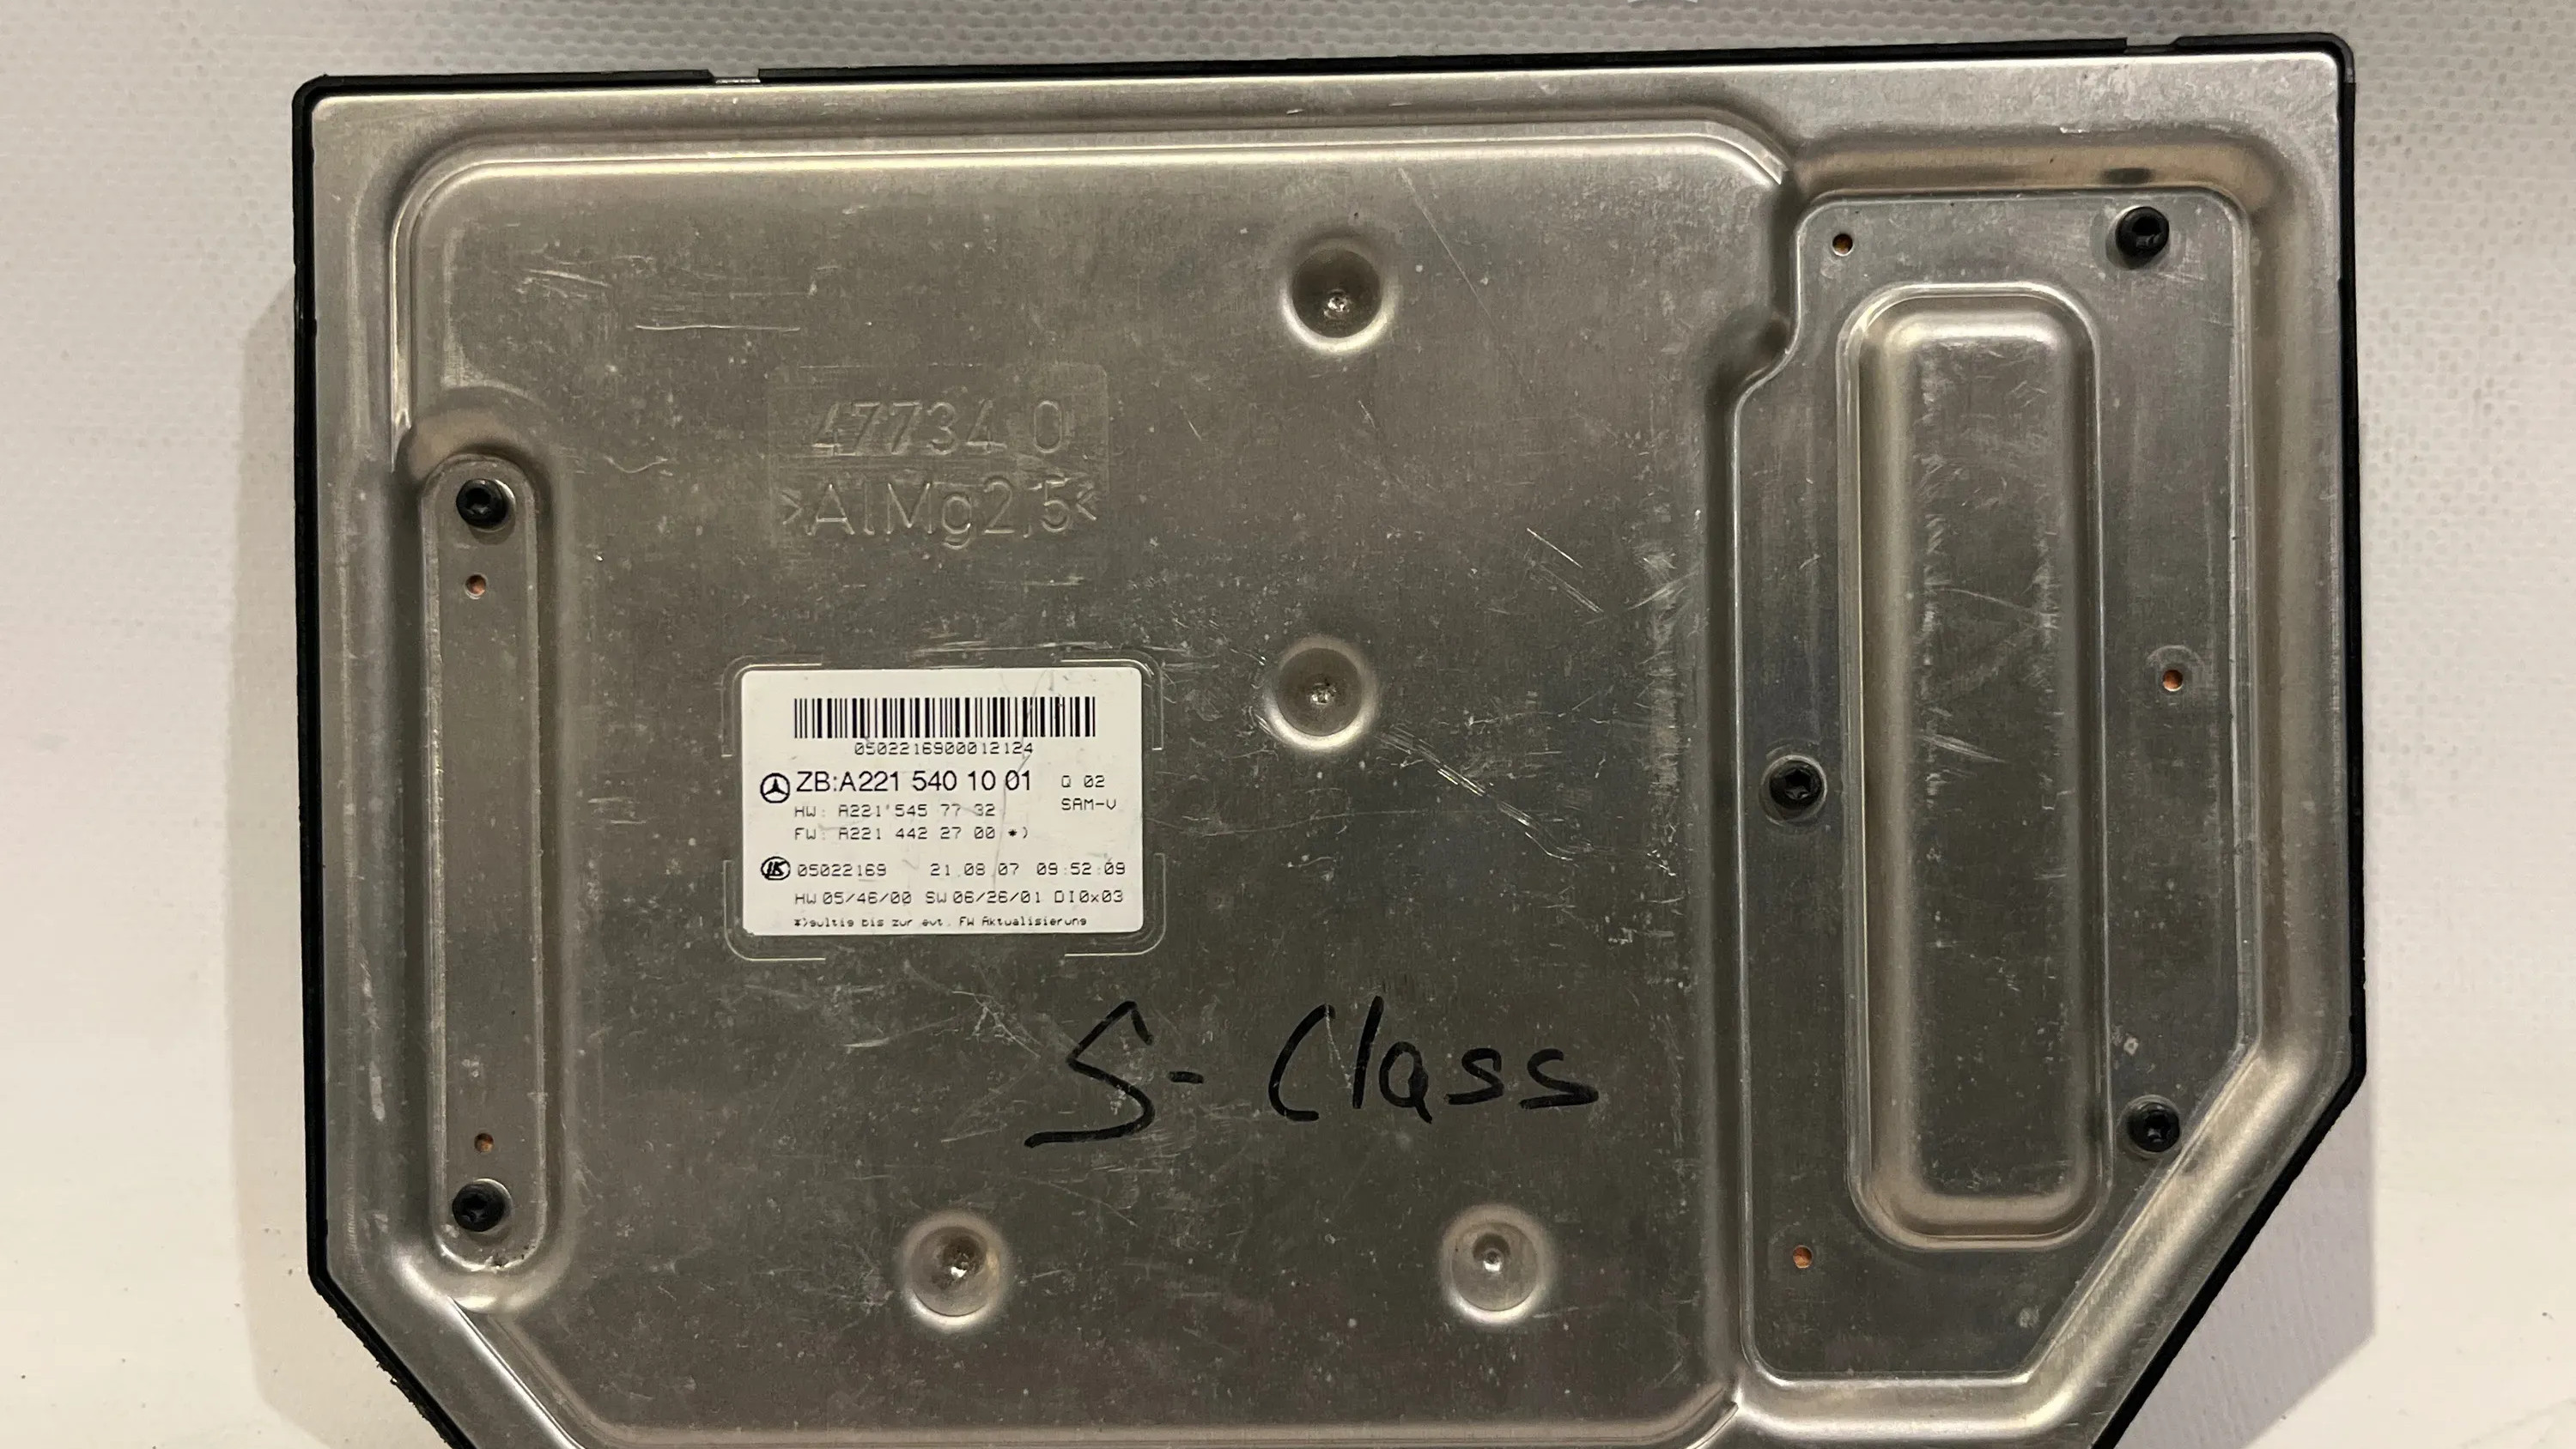 47734 0
>AlMg2,5<
0502216900012124
ZB:A221 540 10 01 Q 02
HW: A221 545 77 32 SAM-V
FW: A221 442 27 00 *)
05022169 21.08.07 09:52:09
HW 05/46/00 SW 06/26/01 DI0x03
*)gultig bis zur evt. FW Aktualisierung
S-Class